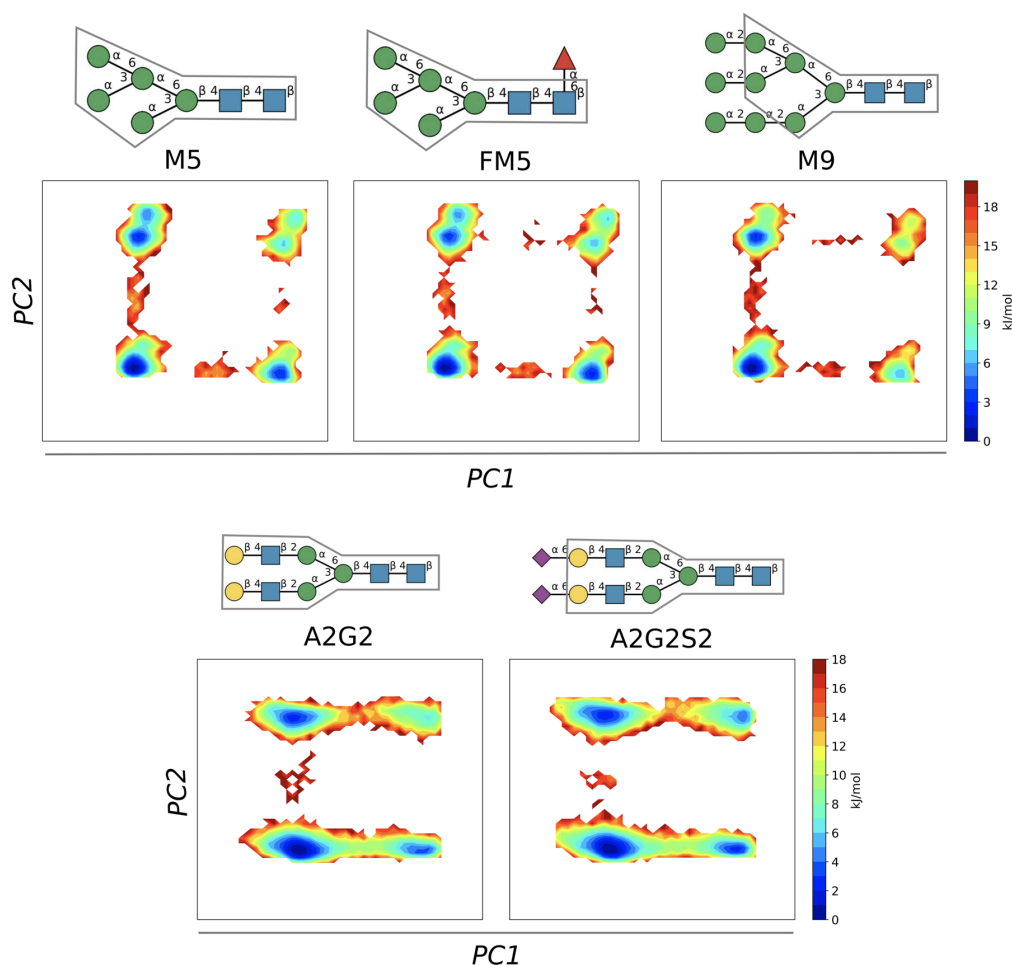 α 6 α 3 6 β 4 β 4 β
α 3
α
M5
α 6 α 3 6 β 4 β 4 β
α 3
α
α
6
FM5
α 2 α 6 α 6 β 4 β 4 β
α 2 α 3
α 2 α 2 α 3
M9
PC2
18
15
12
9
6
3
0
kJ/mol
PC1
β 4 β 2 α 6
β 4 β 2 α 3 β 4 β 4 β
A2G2
α 6 β 4 β 2 α 6
α 6 β 4 β 2 α 3 β 4 β 4 β
A2G2S2
PC2
18
16
14
12
10
8
6
4
2
0
kJ/mol
PC1